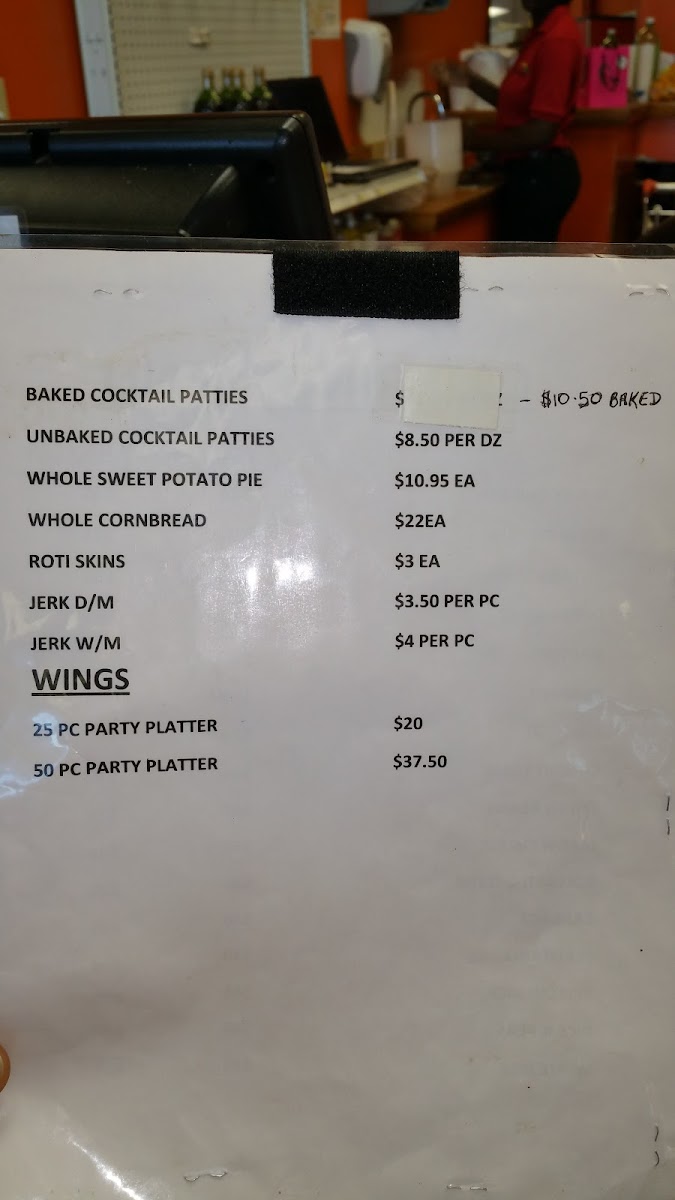 BAKED COCKTAIL PATTIES $ Z - $10.50 BAKED
UNBAKED COCKTAIL PATTIES $8.50 PER DZ
WHOLE SWEET POTATO PIE $10.95 EA
WHOLE CORNBREAD $22EA
ROTI SKINS $3 EA
JERK D/M $3.50 PER PC
JERK W/M $4 PER PC
WINGS
25 PC PARTY PLATTER $20
50 PC PARTY PLATTER $37.50